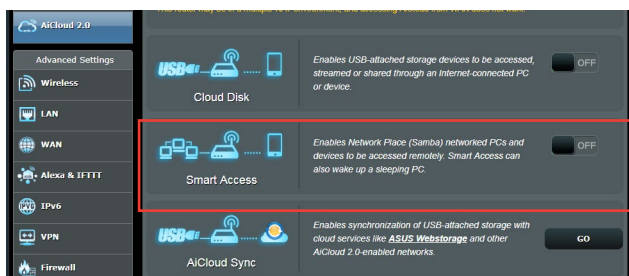 AiCloud 2.0
Advanced Settings
Wireless
LAN
WAN
Alexa & IFTTT
IPv6
VPN
Firewall
USB
Cloud Disk
Enables USB-attached storage devices to be accessed,
streamed or shared through an Internet-connected PC
or device.
OFF
Smart Access
Enables Network Place (Samba) networked PCs and
devices to be accessed remotely. Smart Access can
also wake up a sleeping PC.
OFF
USB
AiCloud Sync
Enables synchronization of USB-attached storage with
cloud services like ASUS Webstorage and other
AiCloud 2.0-enabled networks.
GO